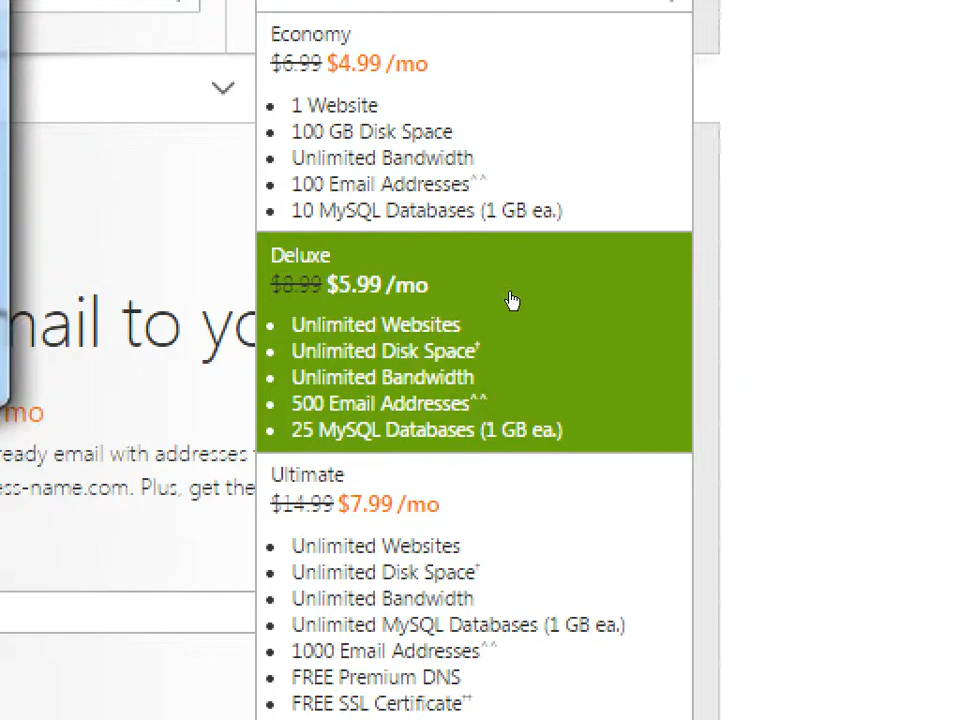 Economy
$6.99 $4.99 /mo
• 1 Website
• 100 GB Disk Space
• Unlimited Bandwidth
• 100 Email Addresses^^
• 10 MySQL Databases (1 GB ea.)
Deluxe
$8.99 $5.99 /mo
• Unlimited Websites
• Unlimited Disk Space†
• Unlimited Bandwidth
• 500 Email Addresses^^
• 25 MySQL Databases (1 GB ea.)
Ultimate
$14.99 $7.99 /mo
• Unlimited Websites
• Unlimited Disk Space†
• Unlimited Bandwidth
• Unlimited MySQL Databases (1 GB ea.)
• 1000 Email Addresses^^
• FREE Premium DNS
• FREE SSL Certificate††
nail to yo
mo
ready email with addresses
ess-name.com. Plus, get the